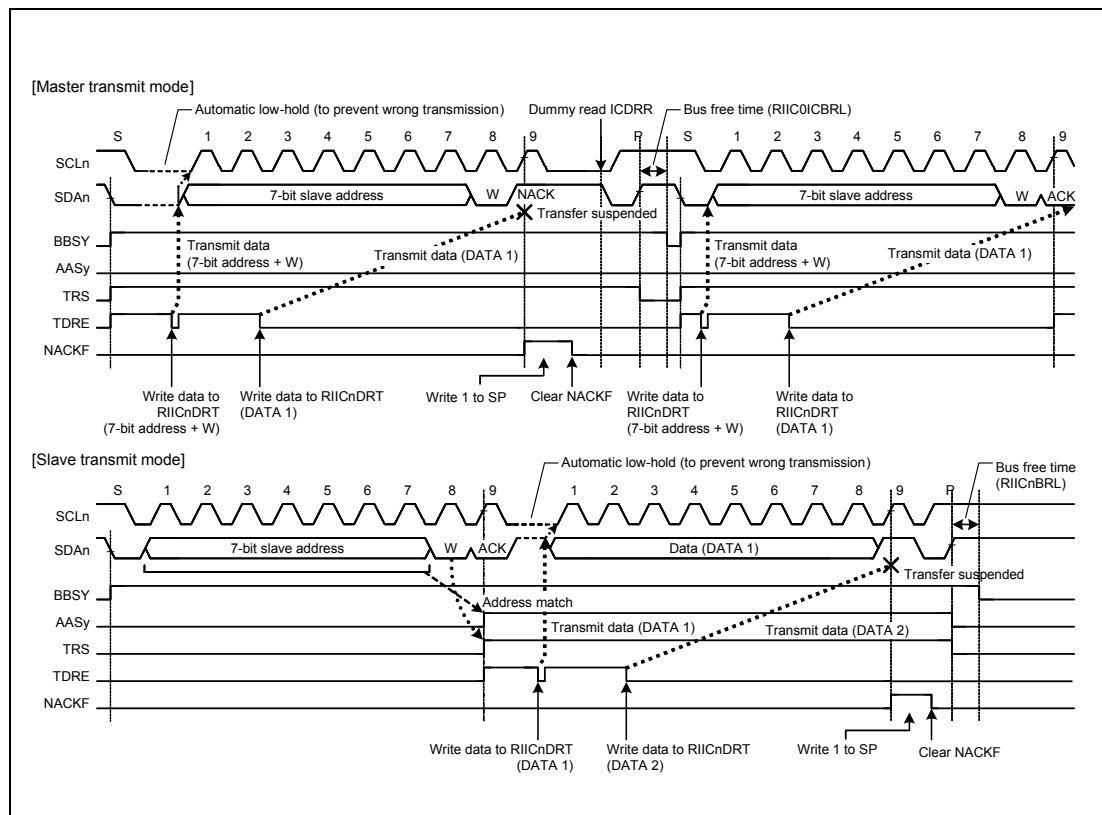 [Master transmit mode]
Automatic low-hold (to prevent wrong transmission)
Dummy read ICDRR
Bus free time (RIIC0ICBRL)
S 1 2 3 4 5 6 7 8 9 P S 1 2 3 4 5 6 7 8 9
SCLn
SDAn
7-bit slave address
W
NACK
7-bit slave address
W
ACK
Transfer suspended
BBSY
Transmit data
(7-bit address + W)
Transmit data (DATA 1)
Transmit data
(7-bit address + W)
Transmit data (DATA 1)
AASy
TRS
TDRE
NACKF
Write data to
RIICnDRT
(7-bit address + W)
Write data to RIICnDRT
(DATA 1)
Write 1 to SP
Clear NACKF
Write data to
RIICnDRT
(7-bit address + W)
Write data to
RIICnDRT
(DATA 1)
[Slave transmit mode]
Automatic low-hold (to prevent wrong transmission)
Bus free time
(RIICnBRL)
S 1 2 3 4 5 6 7 8 9 1 2 3 4 5 6 7 8 9 P
SCLn
SDAn
7-bit slave address
W
ACK
Data (DATA 1)
Transfer suspended
BBSY
Address match
AASy
Transmit data (DATA 1)
Transmit data (DATA 2)
TRS
TDRE
NACKF
Write data to RIICnDRT
(DATA 1)
Write data to RIICnDRT
(DATA 2)
Write 1 to SP
Clear NACKF